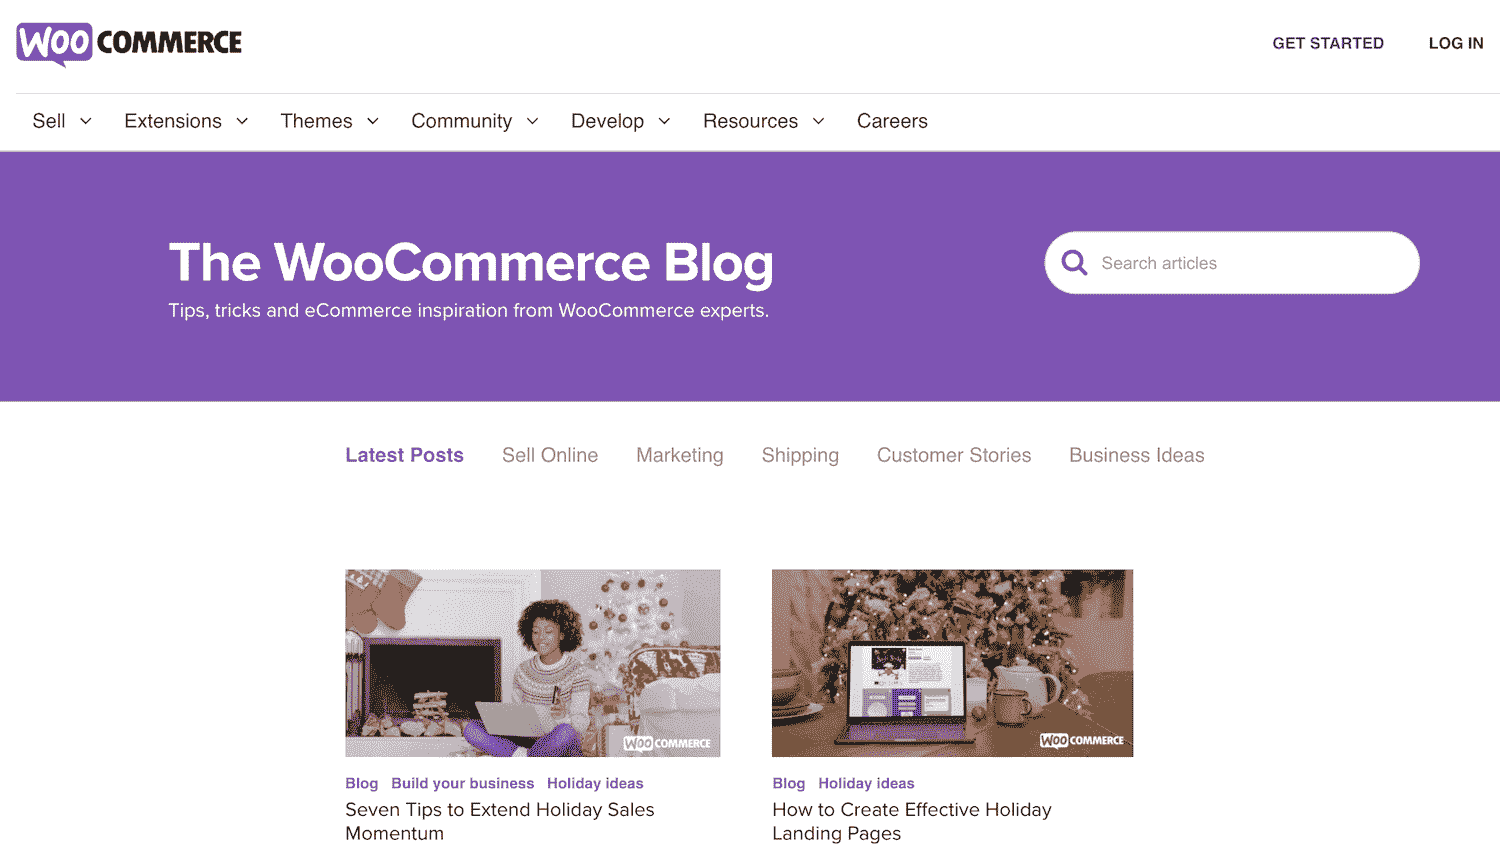 WOO COMMERCE
GET STARTED LOG IN
Sell Extensions Themes Community Develop Resources Careers
The WooCommerce Blog
Tips, tricks and eCommerce inspiration from WooCommerce experts.
Search articles
Latest Posts Sell Online Marketing Shipping Customer Stories Business Ideas
WOO COMMERCE
Blog Build your business Holiday ideas
Seven Tips to Extend Holiday Sales
Momentum
WOO COMMERCE
Blog Holiday ideas
How to Create Effective Holiday
Landing Pages